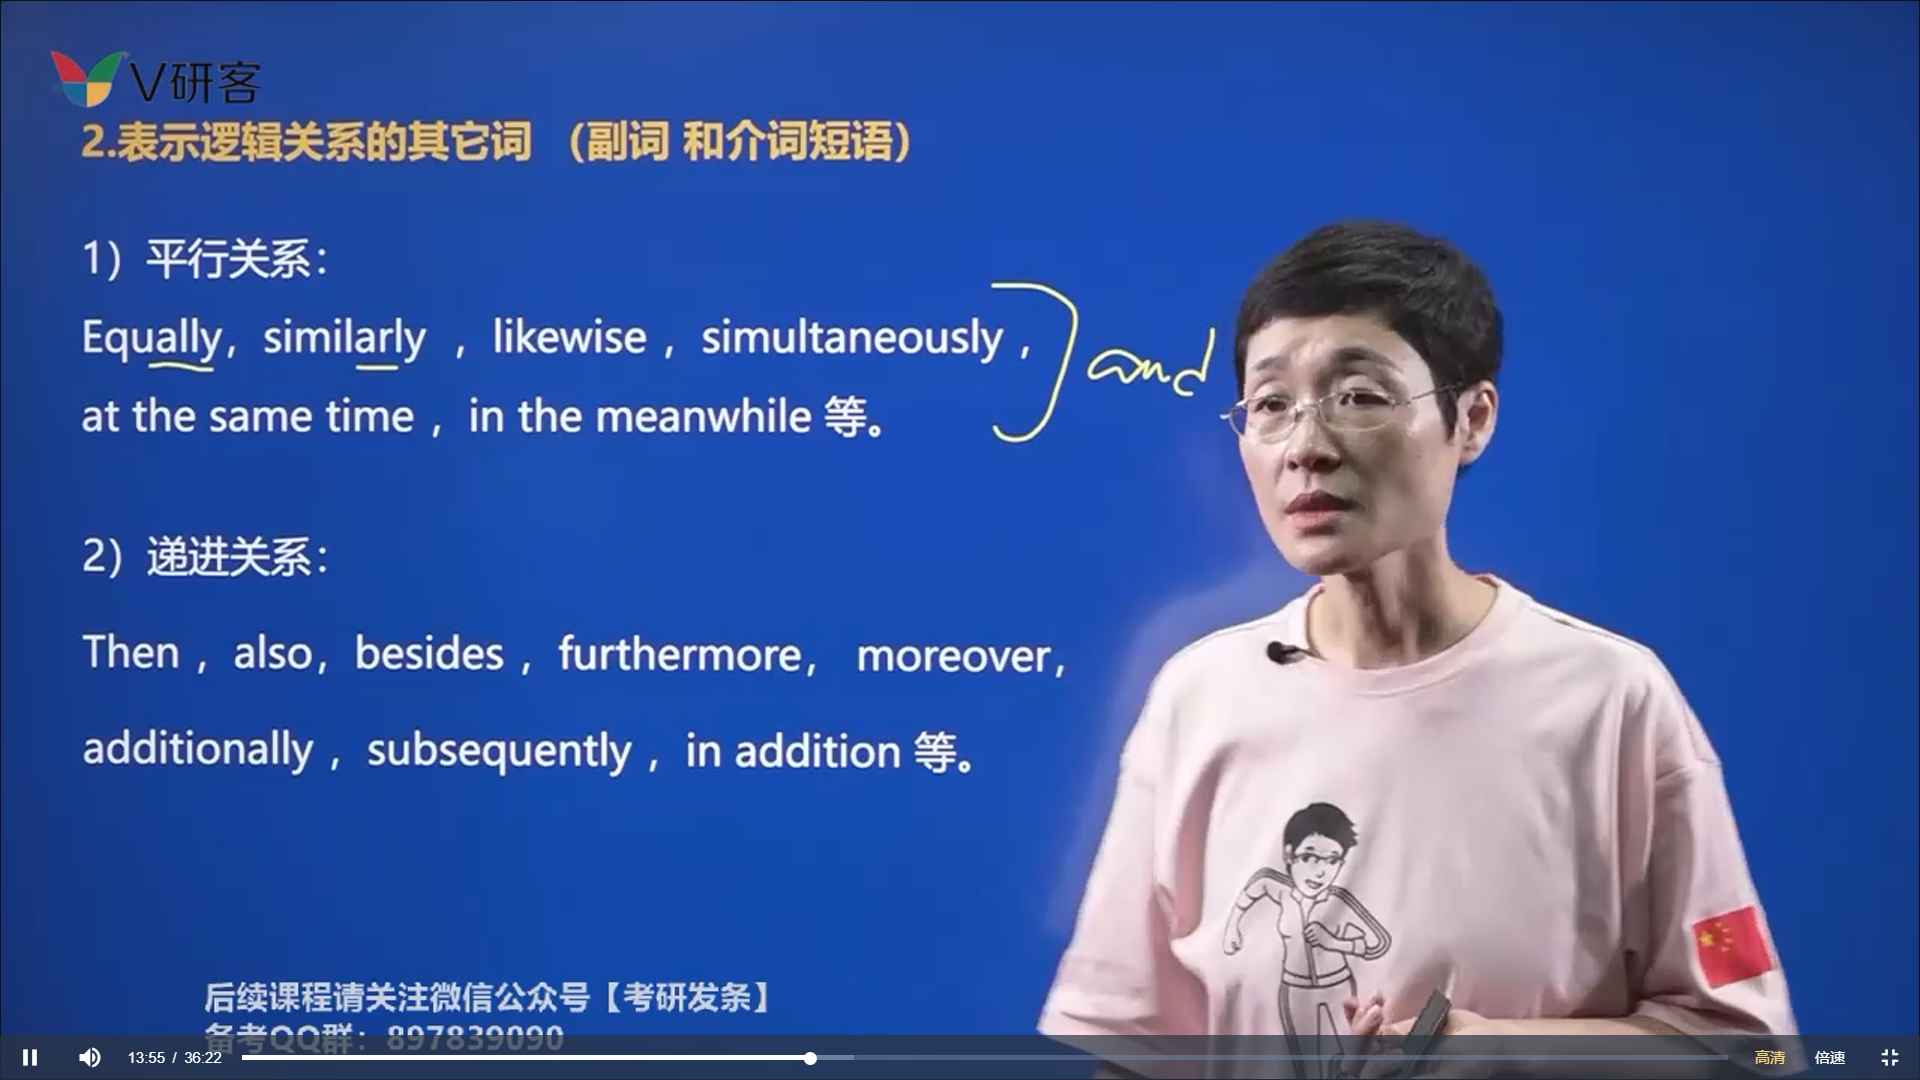 V研客
2.表示逻辑关系的其它词 （副词 和介词短语）
1）平行关系：
Equally，similarly ，likewise，simultaneously，
and
at the same time，in the meanwhile 等。
2）递进关系：
Then，also，besides，furthermore， moreover，
additionally，subsequently，in addition 等。
后续课程请关注微信公众号【考研发条】
备考QQ群：897839090
13:55 / 36:22
高清 倍速